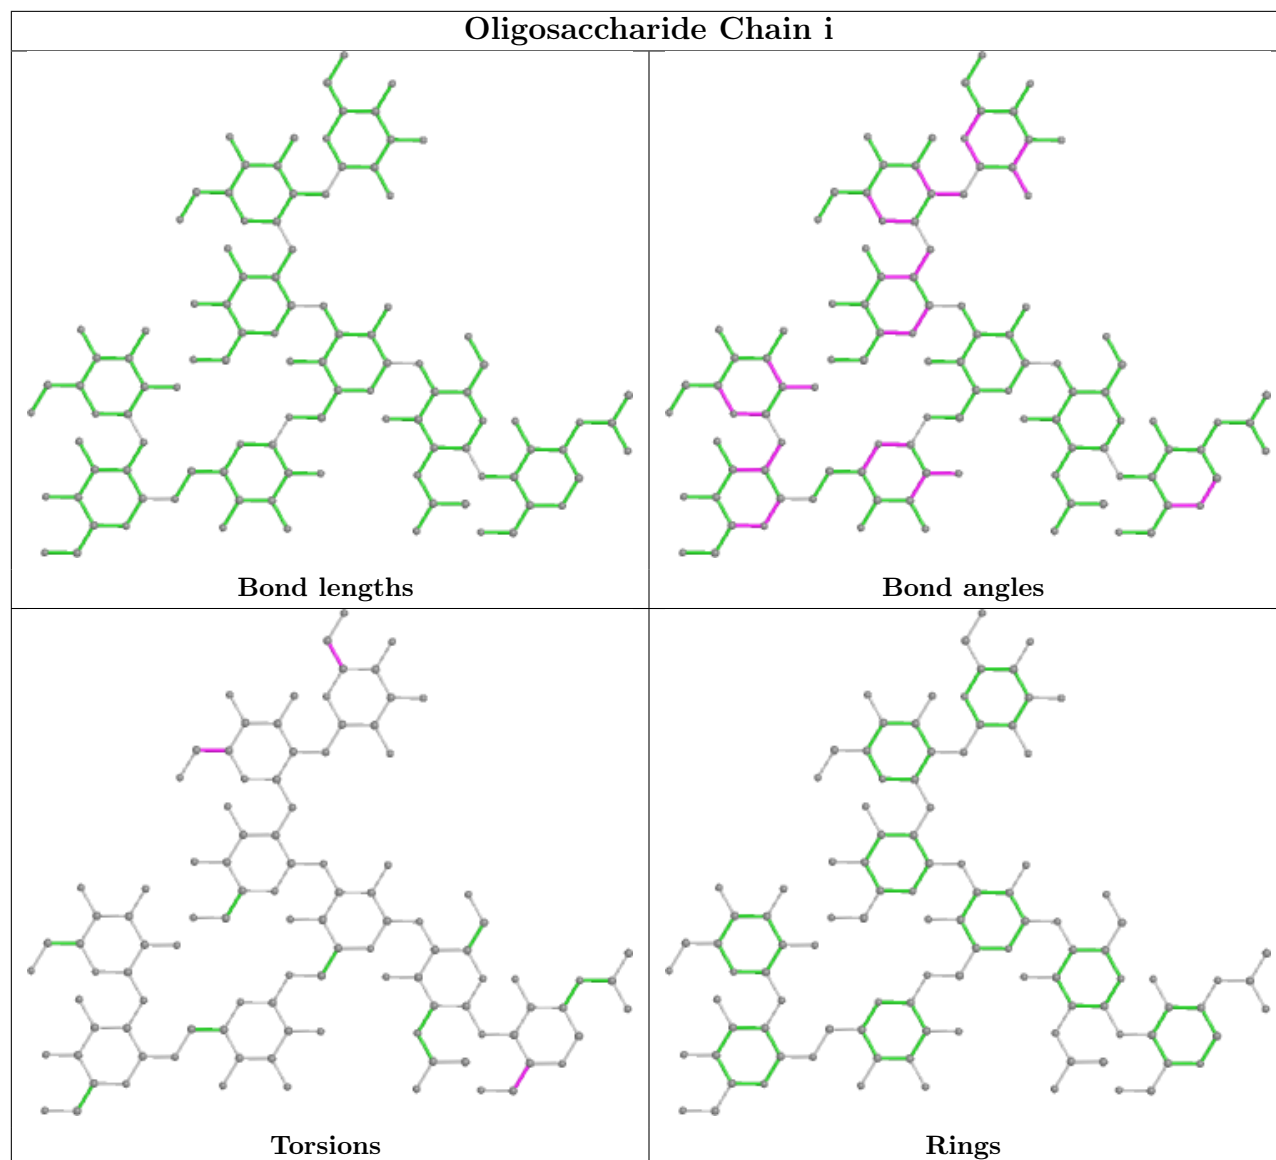 Oligosaccharide Chain i
Bond lengths
Bond angles
Torsions
Rings